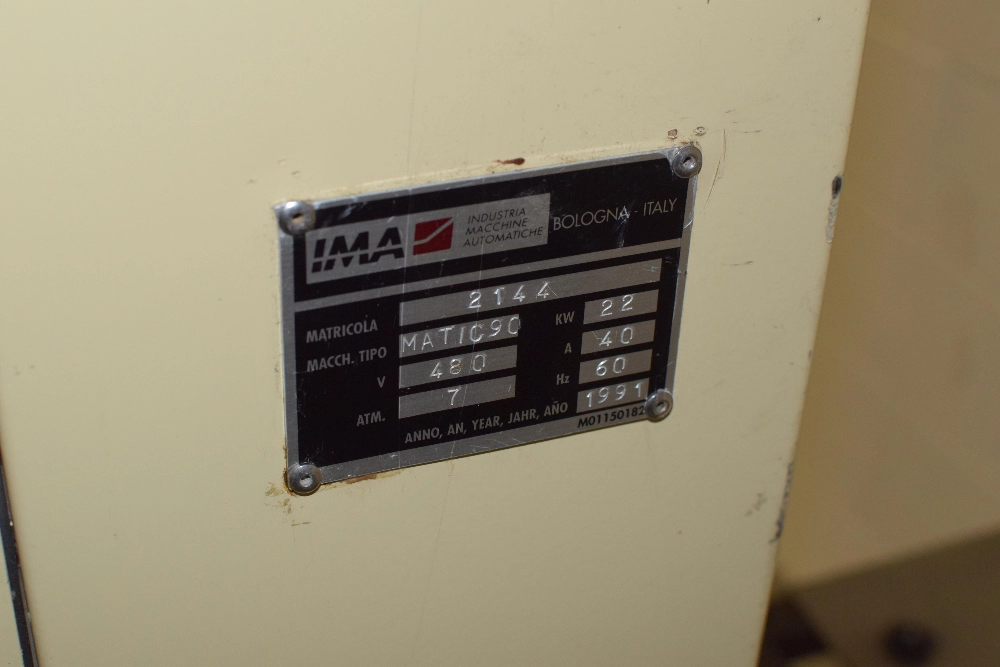 IMA
INDUSTRIA
MACCHINE
AUTOMATICHE
BOLOGNA - ITALY
MATRICOLA 2144
MACCH. TIPO MATIC90 KW 22
V 480 A 40
ATM. 7 Hz 60
ANNO, AN, YEAR, JAHR, AÑO 1991
M01150182